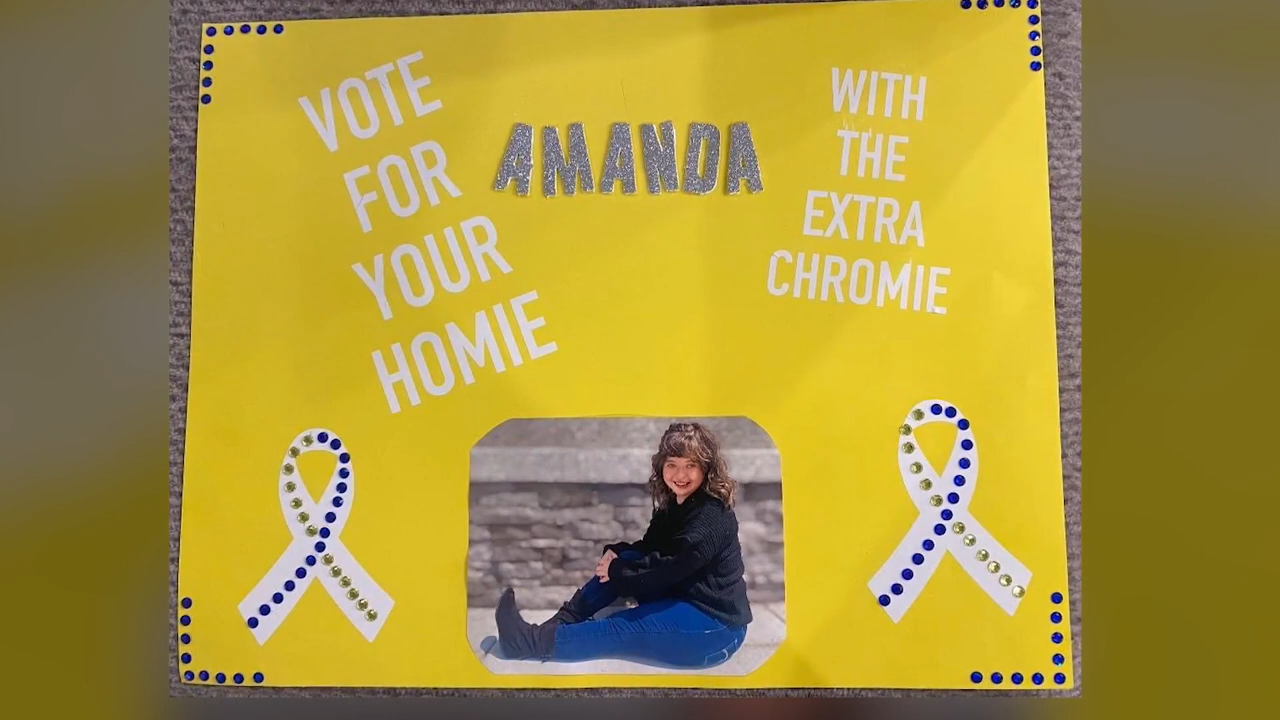 VOTE
FOR
YOUR
HOMIE
AMANDA
WITH
THE
EXTRA
CHROMIE